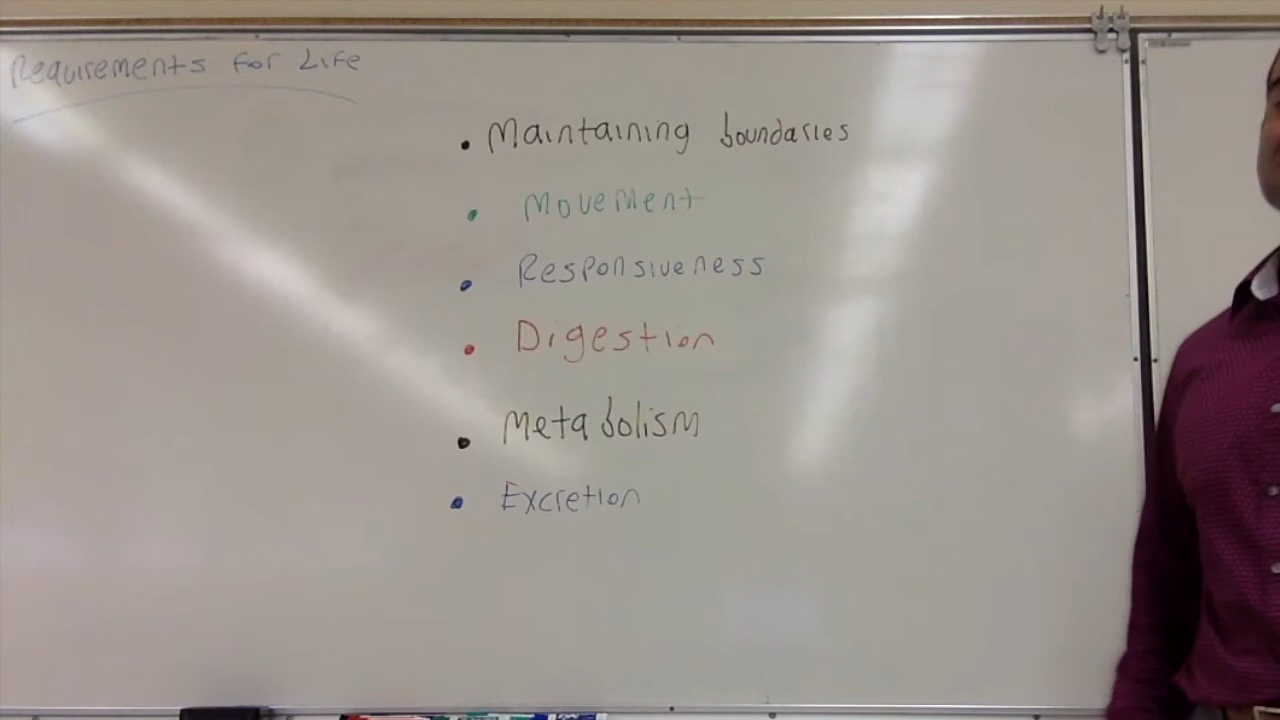 Requirements for Life
• Maintaining boundaries
• Movement
• Responsiveness
• Digestion
• Metabolism
• Excretion